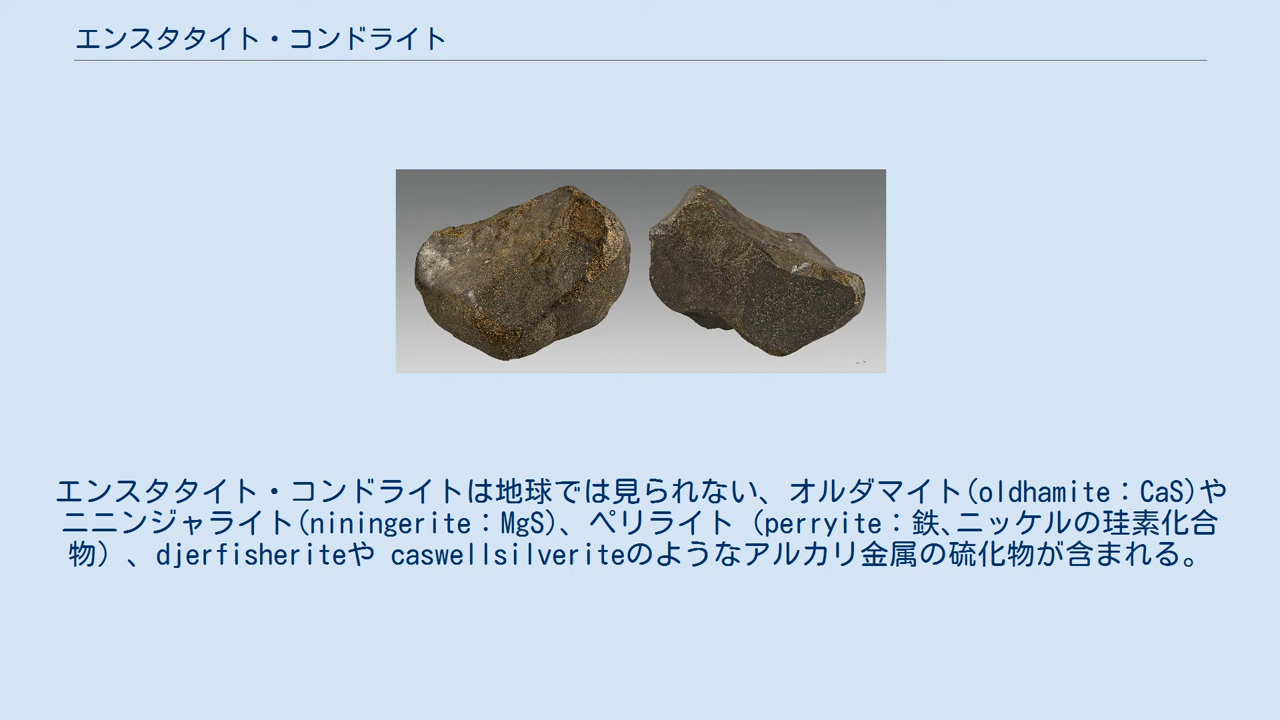 エンスタタイト・コンドライト
エンスタタイト・コンドライトは地球では見られない、オルダマイト(oldhamite：CaS)や
ニニンジャライト(niningerite：MgS)、ペリライト（perryite：鉄､ニッケルの珪素化合
物）、djerfisheriteや caswellsilveriteのようなアルカリ金属の硫化物が含まれる。